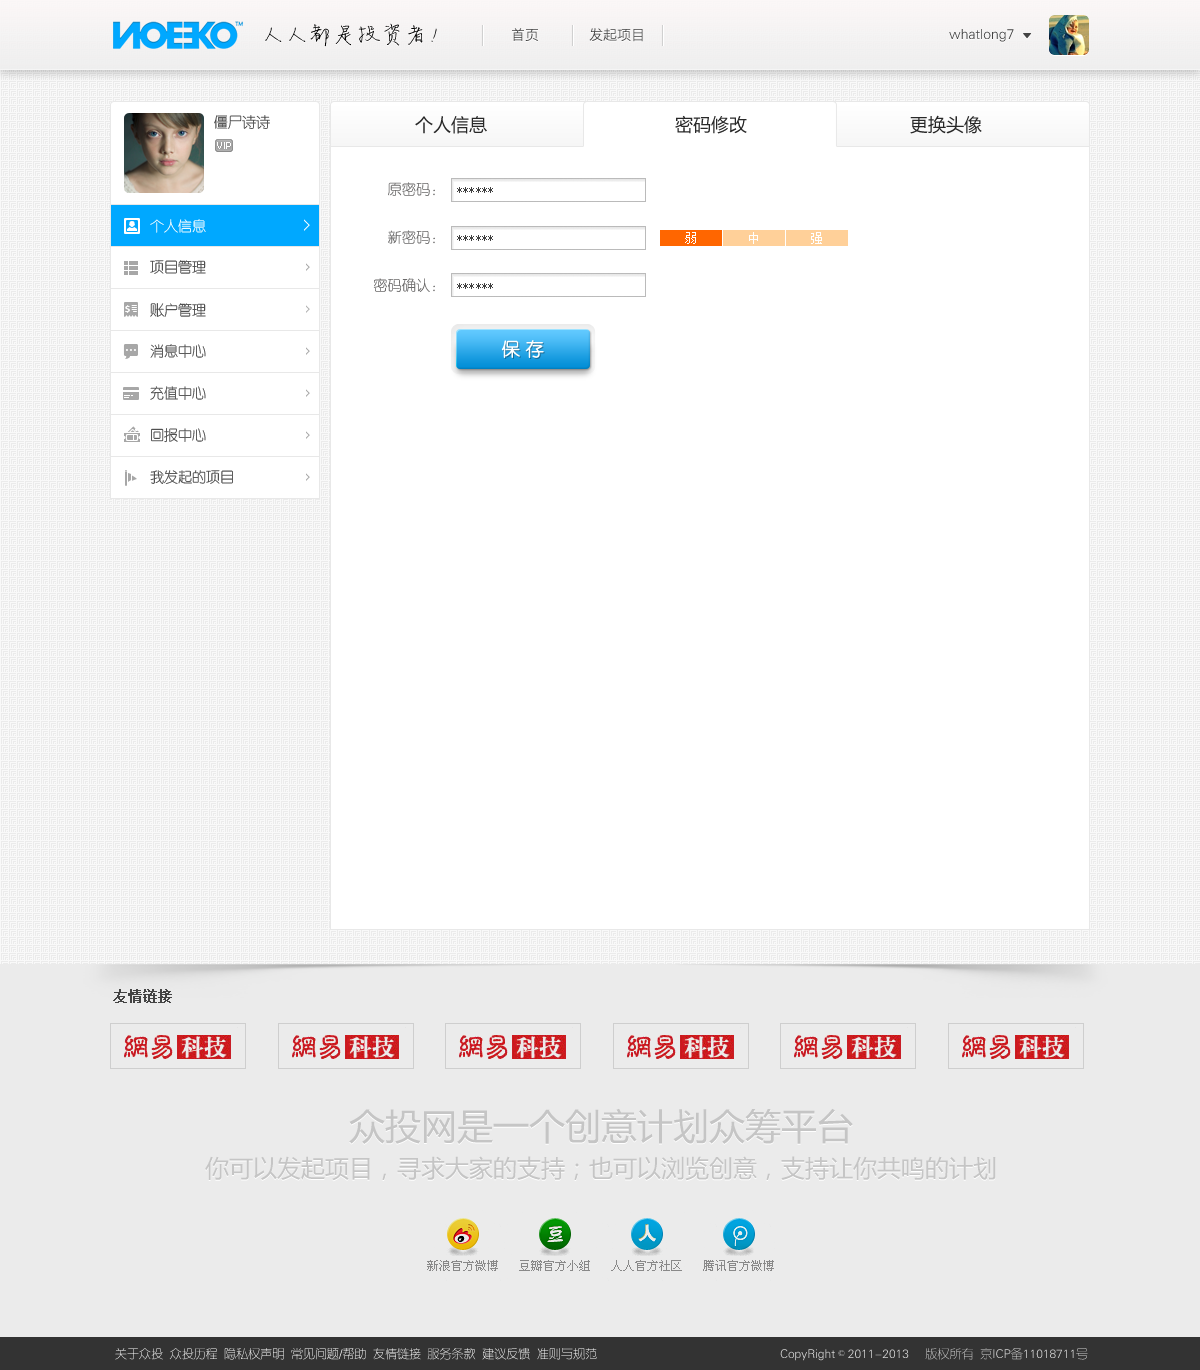 ИOEKO™ 人人都是投资者! 首页 发起项目 whatlong7
僵尸诗诗
VIP
个人信息
项目管理
账户管理
消息中心
充值中心
回报中心
我发起的项目
个人信息 密码修改 更换头像
原密码： ******
新密码： ****** 弱 中 强
密码确认： ******
保 存
友情链接
網易科技 網易科技 網易科技 網易科技 網易科技 網易科技
众投网是一个创意计划众筹平台
你可以发起项目，寻求大家的支持；也可以浏览创意，支持让你共鸣的计划
豆 人
新浪官方微博 豆瓣官方小组 人人官方社区 腾讯官方微博
关于众投 众投历程 隐私权声明 常见问题/帮助 友情链接 服务条款 建议反馈 准则与规范 CopyRight © 2011-2013 版权所有 京ICP备11018711号